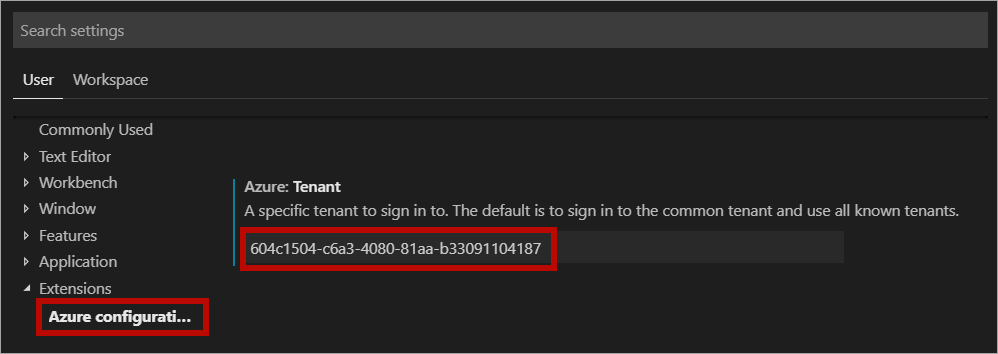 Search settings
User Workspace
Commonly Used
Text Editor
Workbench
Window
Features
Application
Extensions
Azure configurati...
Azure: Tenant
A specific tenant to sign in to. The default is to sign in to the common tenant and use all known tenants.
604c1504-c6a3-4080-81aa-b33091104187